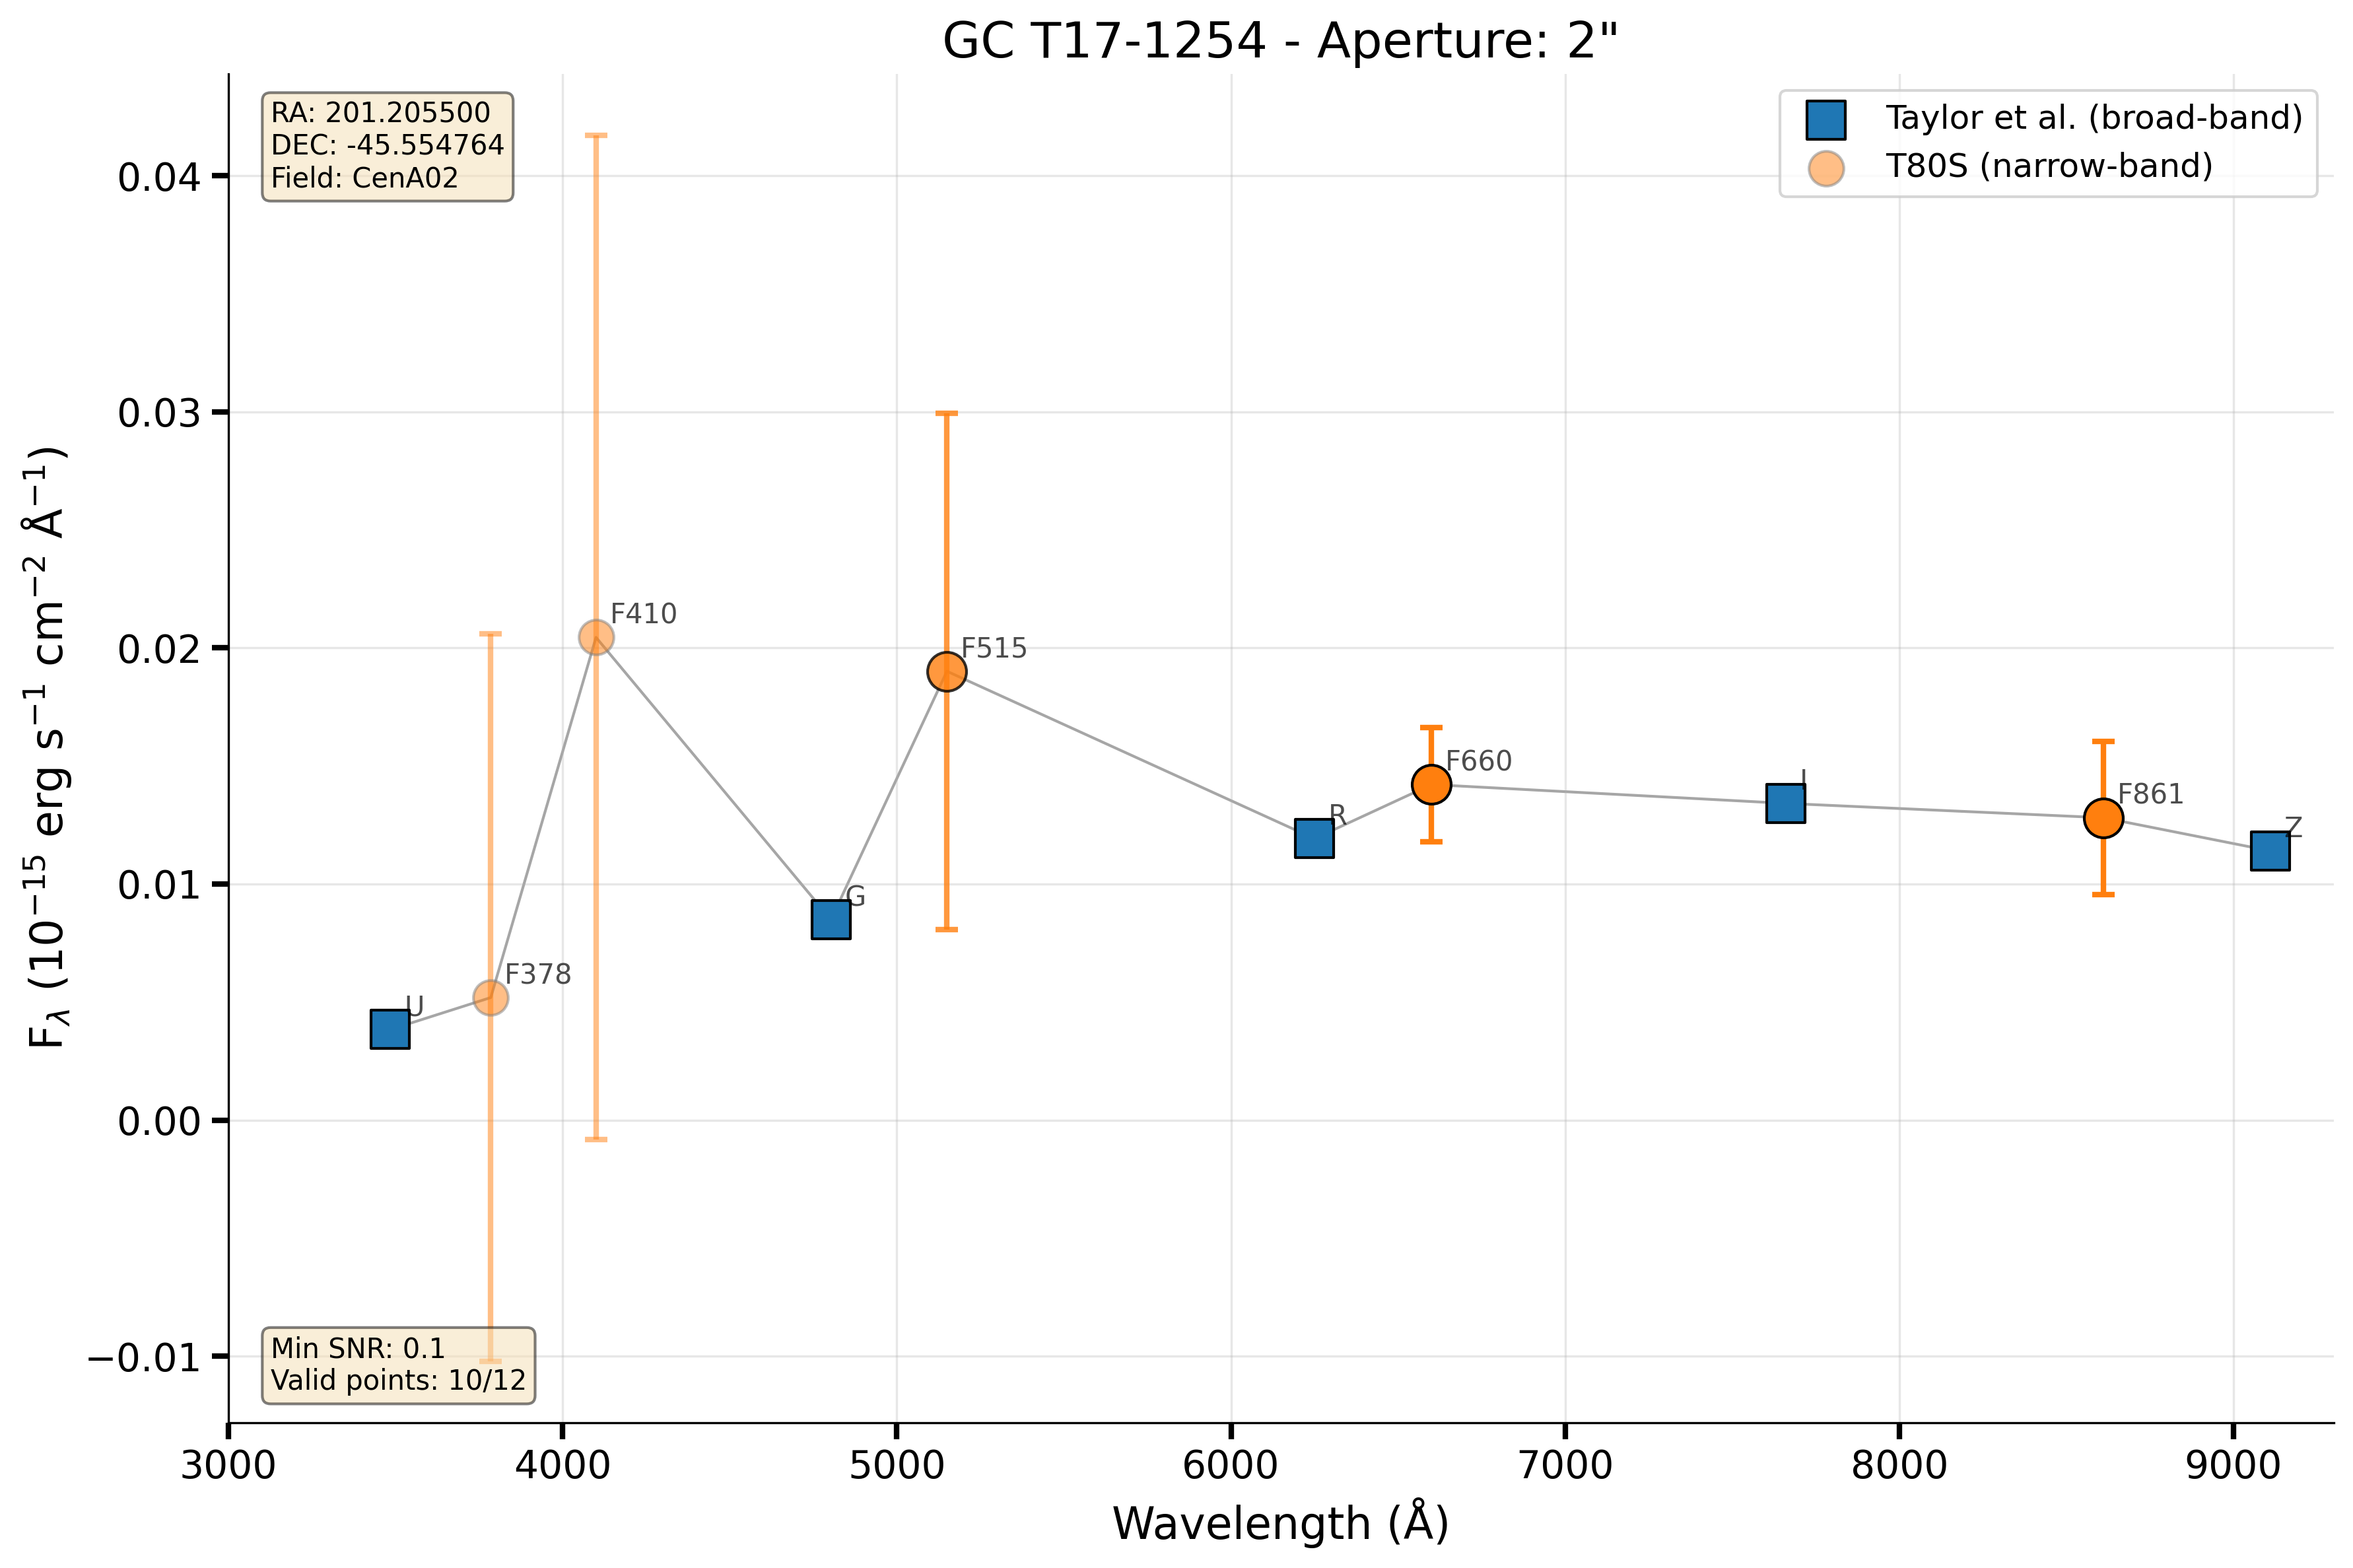 GC T17-1254 - Aperture: 2"
RA: 201.205500
DEC: -45.554764
Field: CenA02
Taylor et al. (broad-band)
T80S (narrow-band)
0.04
0.03
0.02
0.01
0.00
−0.01
F410
F515
F660
I
F861
R
Z
G
F378
U
Min SNR: 0.1
Valid points: 10/12
3000 4000 5000 6000 7000 8000 9000
Wavelength (Å)
F_λ (10⁻¹⁵ erg s⁻¹ cm⁻² Å⁻¹)